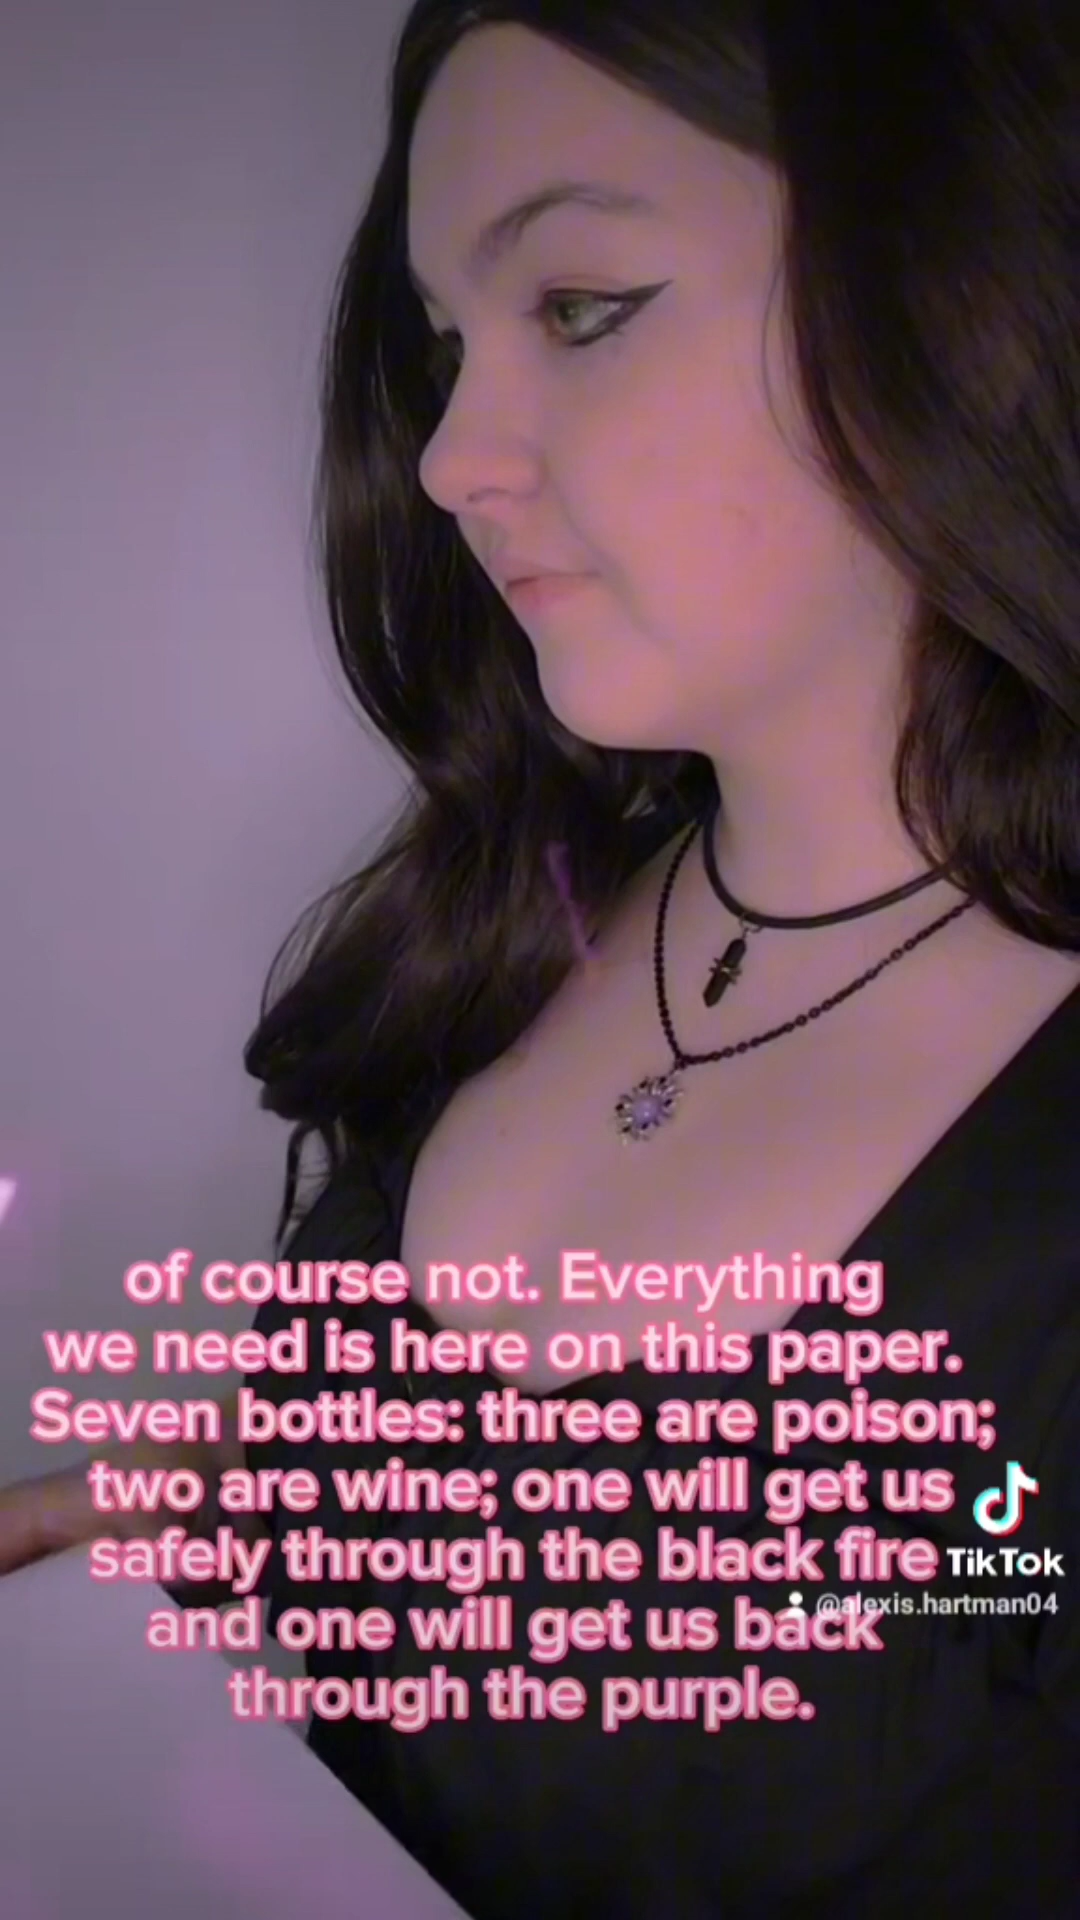 of course not. Everything
we need is here on this paper.
Seven bottles: three are poison;
two are wine; one will get us
safely through the black fire
and one will get us back
through the purple.
TikTok
@alexis.hartman04